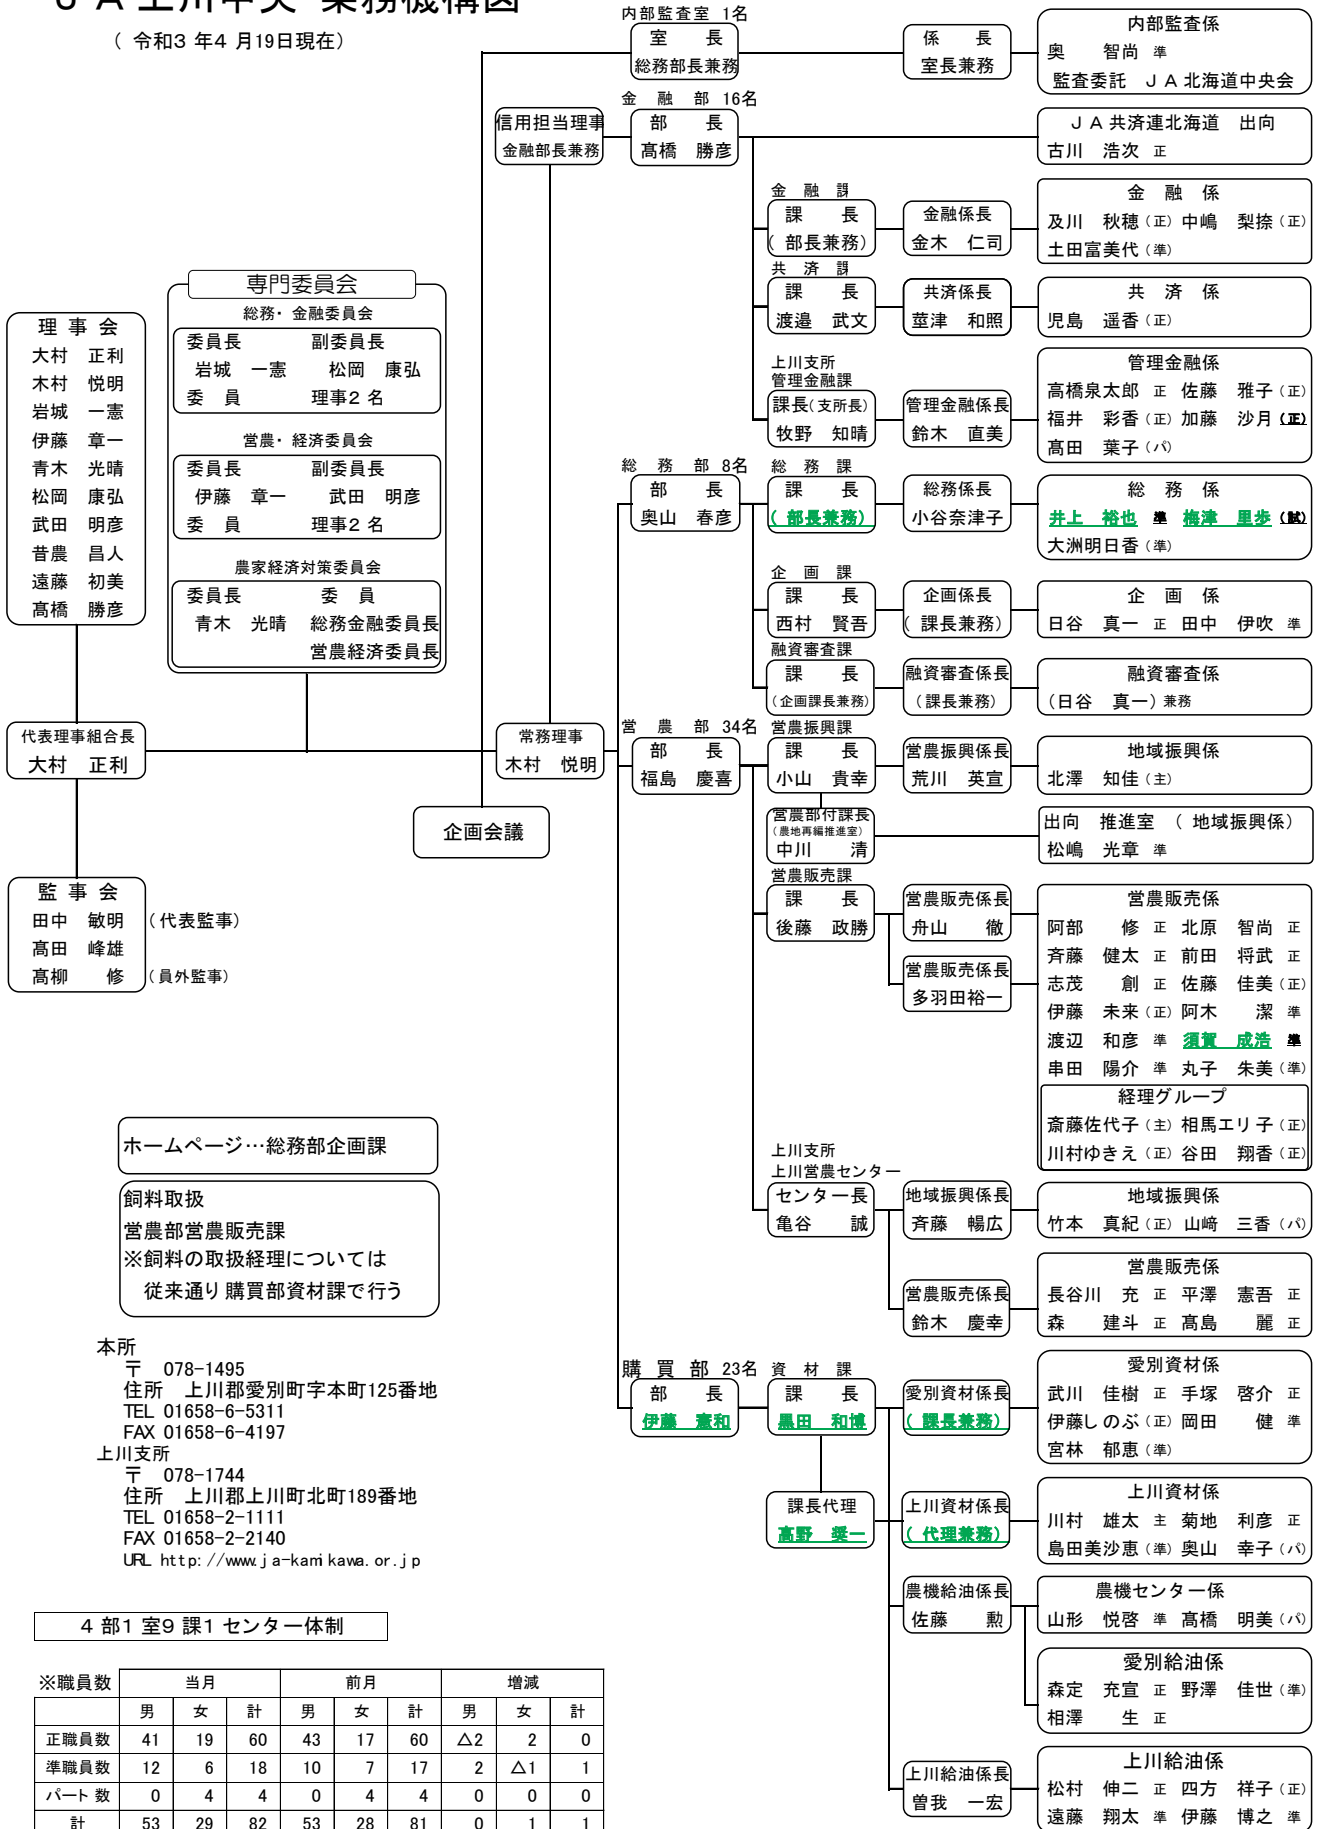 ＪＡ上川中央 業務機構図
（ 令和3 年4 月19日現在）
内部監査室 1名
室　長
総務部長兼務
係　長
室長兼務
内部監査係
奥　智尚 準
監査委託　ＪＡ北海道中央会
信用担当理事
金融部長兼務
金　融　部 16名
部　長
髙橋　勝彦
ＪＡ共済連北海道　出向
古川　浩次 正
金　融　課
課　長
( 部長兼務)
金融係長
金木　仁司
金　融　係
及川　秋穂（正）中嶋　梨捺（正）
土田富美代（準）
共　済　課
課　長
渡邉　武文
共済係長
莖津　和照
共　済　係
児島　遥香（正）
上川支所
管理金融課
課長(支所長)
牧野　知晴
管理金融係長
鈴木　直美
管理金融係
高橋泉太郎 正 佐藤　雅子（正）
福井　彩香（正）加藤　沙月（正）
髙田　葉子（パ）
専門委員会
総務・ 金融委員会
委員長　副委員長
岩城　一憲　松岡　康弘
委　員　理事2 名
営農・ 経済委員会
委員長　副委員長
伊藤　章一　武田　明彦
委　員　理事2 名
農家経済対策委員会
委員長　委　員
青木　光晴　総務金融委員長
営農経済委員長
理 事 会
大村　正利
木村　悦明
岩城　一憲
伊藤　章一
青木　光晴
松岡　康弘
武田　明彦
昔農　昌人
遠藤　初美
髙橋　勝彦
代表理事組合長
大村　正利
常務理事
木村　悦明
企画会議
監 事 会
田中　敏明（代表監事）
髙田　峰雄
髙柳　修（員外監事）
総　務　部 8名
部　長
奥山　春彦
総　務　課
課　長
( 部長兼務)
総務係長
小谷奈津子
総　務　係
井上　裕也 準 梅津　里歩（試）
大洲明日香（準）
企　画　課
課　長
西村　賢吾
企画係長
( 課長兼務)
企　画　係
日谷　真一 正 田中　伊吹 準
融資審査課
課　長
(企画課長兼務)
融資審査係長
(課長兼務)
融資審査係
(日谷　真一) 兼務
営　農　部 34名
部　長
福島　慶喜
営農振興課
課　長
小山　貴幸
営農振興係長
荒川　英宣
地域振興係
北澤　知佳（主）
営農部付課長
(農地再編推進室)
中川　清
出向　推進室　（ 地域振興係）
松嶋　光章 準
営農販売課
課　長
後藤　政勝
営農販売係長
舟山　徹
営農販売係長
多羽田裕一
営農販売係
阿部　修 正 北原　智尚 正
斉藤　健太 正 前田　将武 正
志茂　創 正 佐藤　佳美（正）
伊藤　未来（正）阿木　潔 準
渡辺　和彦 準 須賀　成浩 準
串田　陽介 準 丸子　朱美（準）
経理グループ
斎藤佐代子（主）相馬エリ子（正）
川村ゆきえ（正）谷田　翔香（正）
上川支所
上川営農センター
センター長
亀谷　誠
地域振興係長
斉藤　暢広
地域振興係
竹本　真紀（正）山﨑　三香（パ）
営農販売係長
鈴木　慶幸
営農販売係
長谷川　充 正 平澤　憲吾 正
森　建斗 正 髙島　麗 正
ホームページ…総務部企画課
飼料取扱
営農部営農販売課
※飼料の取扱経理については
従来通り購買部資材課で行う
本所
〒　078-1495
住所　上川郡愛別町字本町125番地
TEL 01658-6-5311
FAX 01658-6-4197
上川支所
〒　078-1744
住所　上川郡上川町北町189番地
TEL 01658-2-1111
FAX 01658-2-2140
URL http://www.ja-kamikawa.or.jp
購　買　部 23名
部　長
伊藤　憲和
資　材　課
課　長
黒田　和博
愛別資材係長
( 課長兼務)
愛別資材係
武川　佳樹 正 手塚　啓介 正
伊藤しのぶ（正）岡田　健 準
宮林　郁恵（準）
課長代理
高野　奨一
上川資材係長
( 代理兼務)
上川資材係
川村　雄太 主 菊地　利彦 正
島田美沙恵（準）奥山　幸子（パ）
農機給油係長
佐藤　勲
農機センター係
山形　悦啓 準 髙橋　明美（パ）
愛別給油係
森定　充宣 正 野澤　佳世（準）
相澤　生 正
上川給油係長
曽我　一宏
上川給油係
松村　伸二 正 四方　祥子（正）
遠藤　翔太 準 伊藤　博之 準
4 部1 室9 課1 センター体制
※職員数　当月　前月　増減
男　女　計　男　女　計　男　女　計
正職員数 41 19 60 43 17 60 △2 2 0
準職員数 12 6 18 10 7 17 2 △1 1
パート 数 0 4 4 0 4 4 0 0 0
計 53 29 82 53 28 81 0 1 1